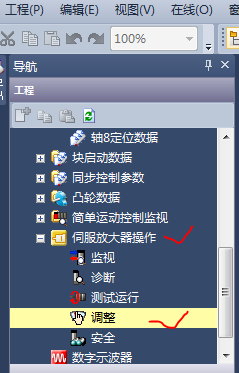 工程(P) 编辑(E) 视图(V) 在线(O)
100%
导航
工程
轴8定位数据
块启动数据
同步控制参数
凸轮数据
简单运动控制监视
伺服放大器操作
监视
诊断
测试运行
调整
安全
数字示波器